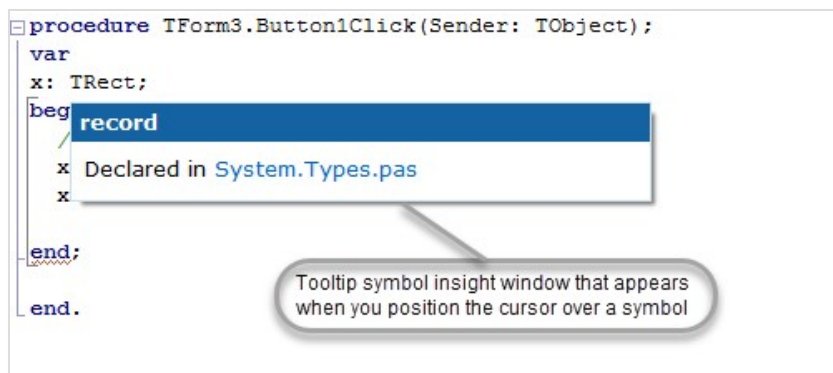 procedure TForm3.Button1Click(Sender: TObject);
var
x: TRect;
beg
record
/
x
Declared in System.Types.pas
x
end;
Tooltip symbol insight window that appears
when you position the cursor over a symbol
end.